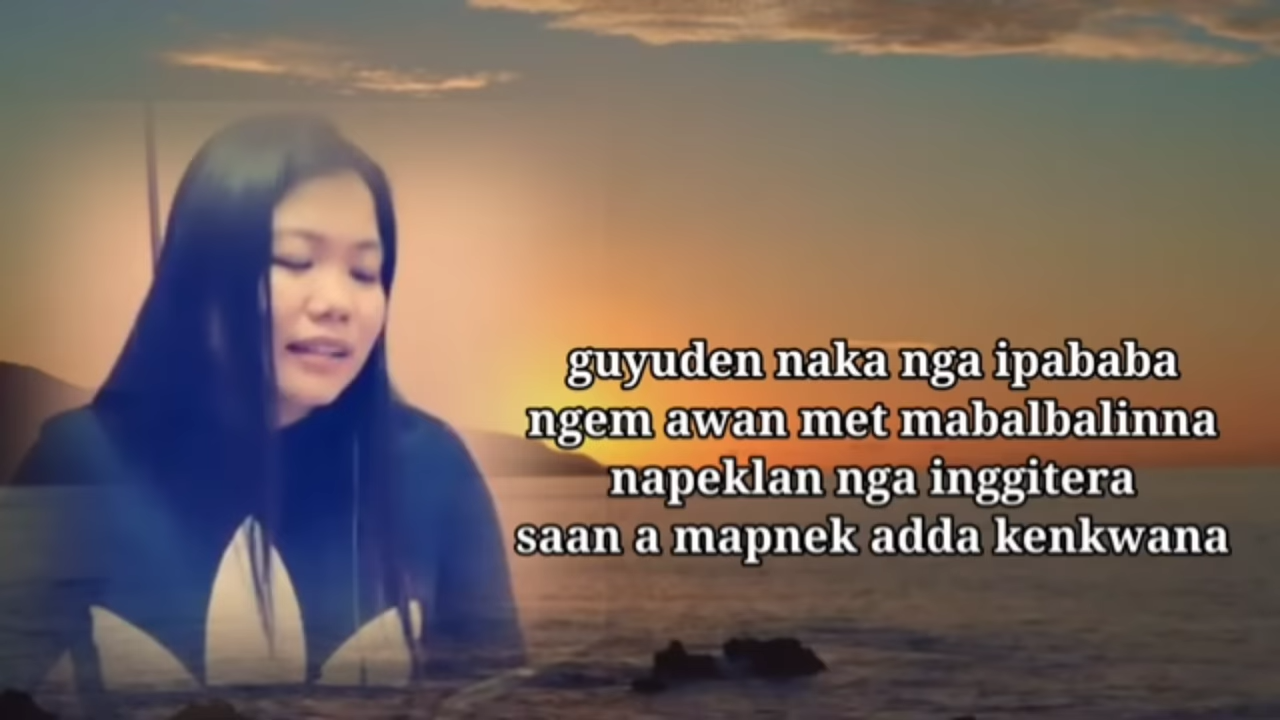 guyuden naka nga ipababa
ngem awan met mabalbalinna
napeklan nga inggitera
saan a mapnek adda kenkwana